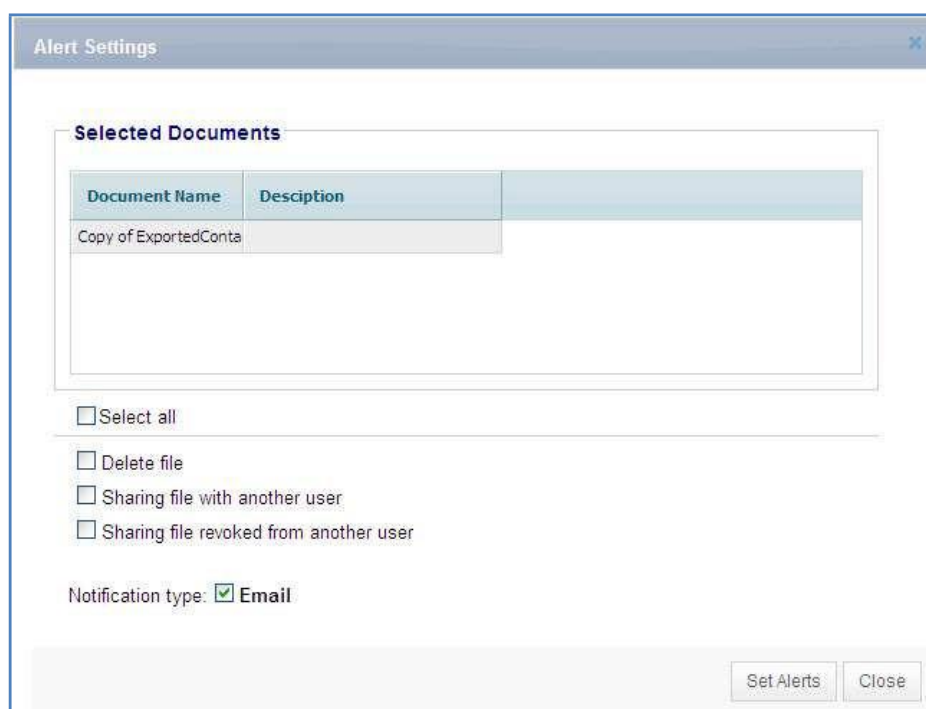 Alert Settings
Selected Documents
Document Name Desciption
Copy of ExportedConta
Select all
Delete file
Sharing file with another user
Sharing file revoked from another user
Notification type: Email
Set Alerts Close